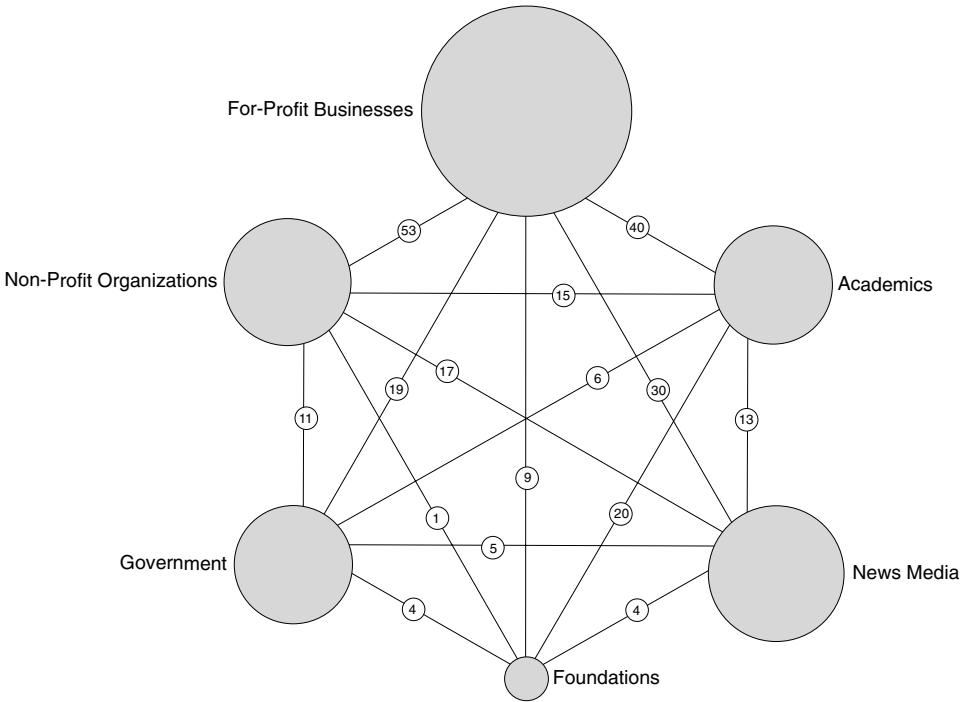 For-Profit Businesses
53
40
Non-Profit Organizations
Academics
15
17
6
19
30
11
13
9
1
20
5
Government
News Media
4
4
Foundations